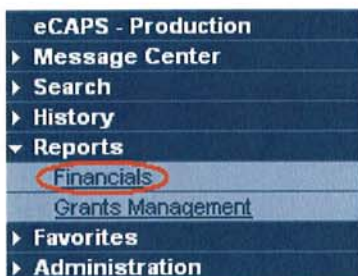 eCAPS - Production
Message Center
Search
History
Reports
Financials
Grants Management
Favorites
Administration